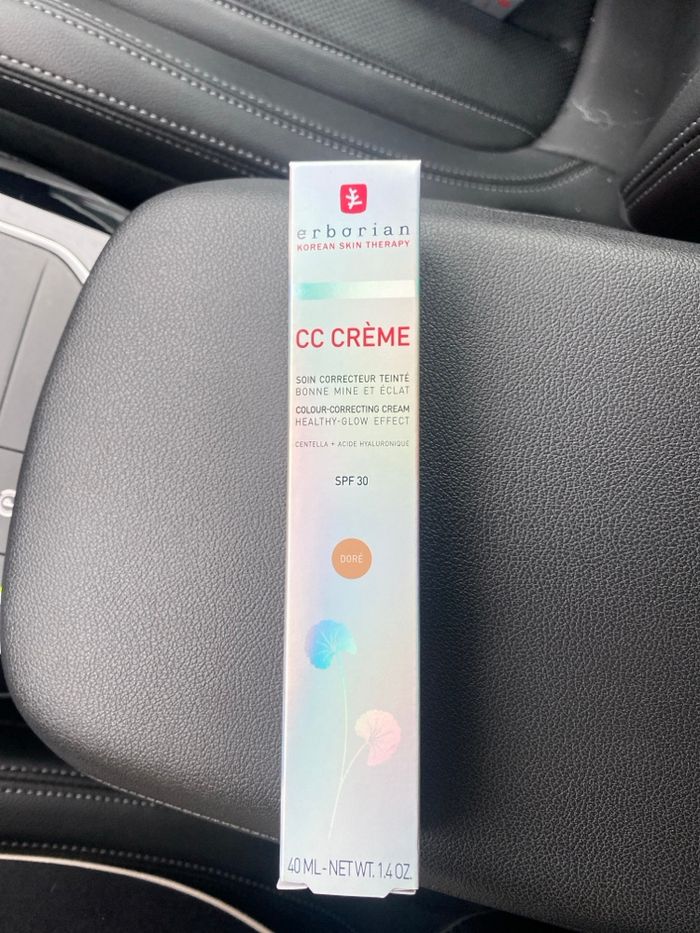 erborian
KOREAN SKIN THERAPY
CC CRÈME
SOIN CORRECTEUR TEINTÉ
BONNE MINE ET ÉCLAT
COLOUR-CORRECTING CREAM
HEALTHY-GLOW EFFECT
CENTELLA + ACIDE HYALURONIQUE
SPF 30
DORÉ
40 ML - NET WT. 1.4 OZ.